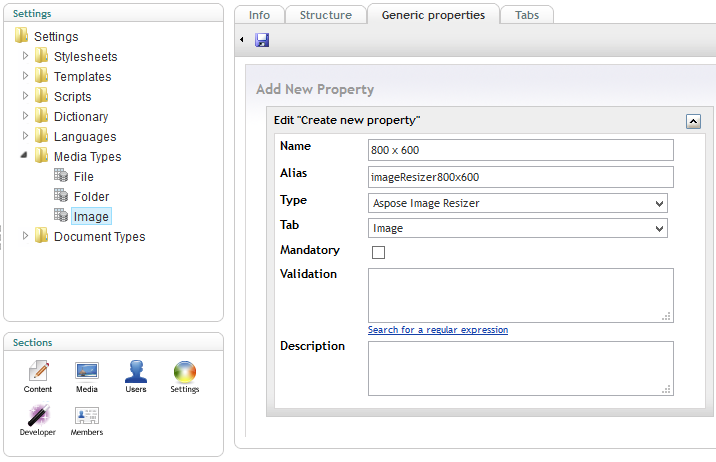 Settings
Settings
Stylesheets
Templates
Scripts
Dictionary
Languages
Media Types
File
Folder
Image
Document Types
Sections
Content Media Users Settings
Developer Members
Info Structure Generic properties Tabs
Add New Property
Edit "Create new property"
Name 800 x 600
Alias imageResizer800x600
Type Aspose Image Resizer
Tab Image
Mandatory
Validation
Search for a regular expression
Description